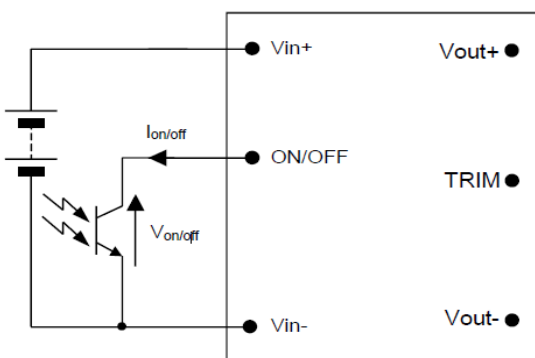 Vin+
Vout+
Ion/off
ON/OFF
TRIM
Von/off
Vin-
Vout-